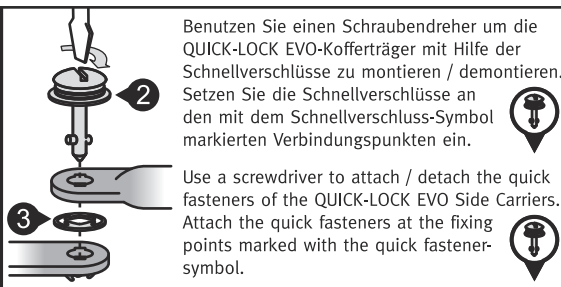 Benutzen Sie einen Schraubendreher um die
QUICK-LOCK EVO-Kofferträger mit Hilfe der
Schnellverschlüsse zu montieren / demontieren.
Setzen Sie die Schnellverschlüsse an
den mit dem Schnellverschluss-Symbol
markierten Verbindungspunkten ein.
Use a screwdriver to attach / detach the quick
fasteners of the QUICK-LOCK EVO Side Carriers.
Attach the quick fasteners at the fixing
points marked with the quick fastener-
symbol.
2
3